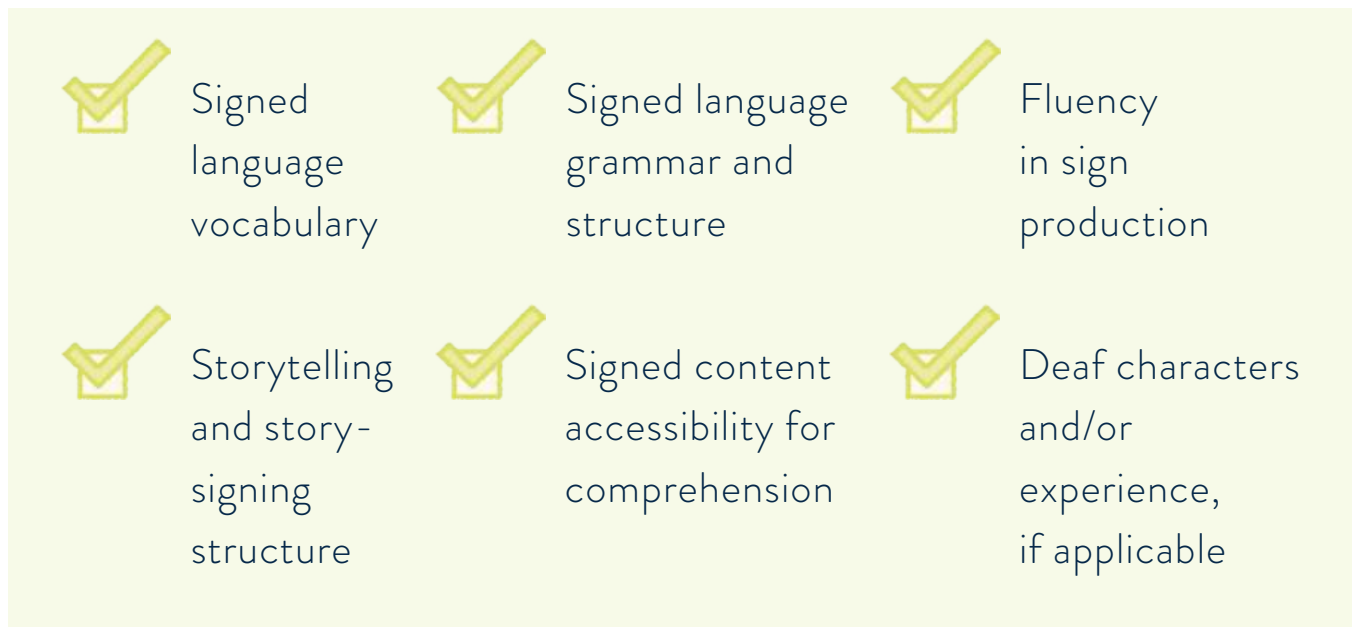 Signed
language
vocabulary
Signed language
grammar and
structure
Fluency
in sign
production
Storytelling
and story-
signing
structure
Signed content
accessibility for
comprehension
Deaf characters
and/or
experience,
if applicable